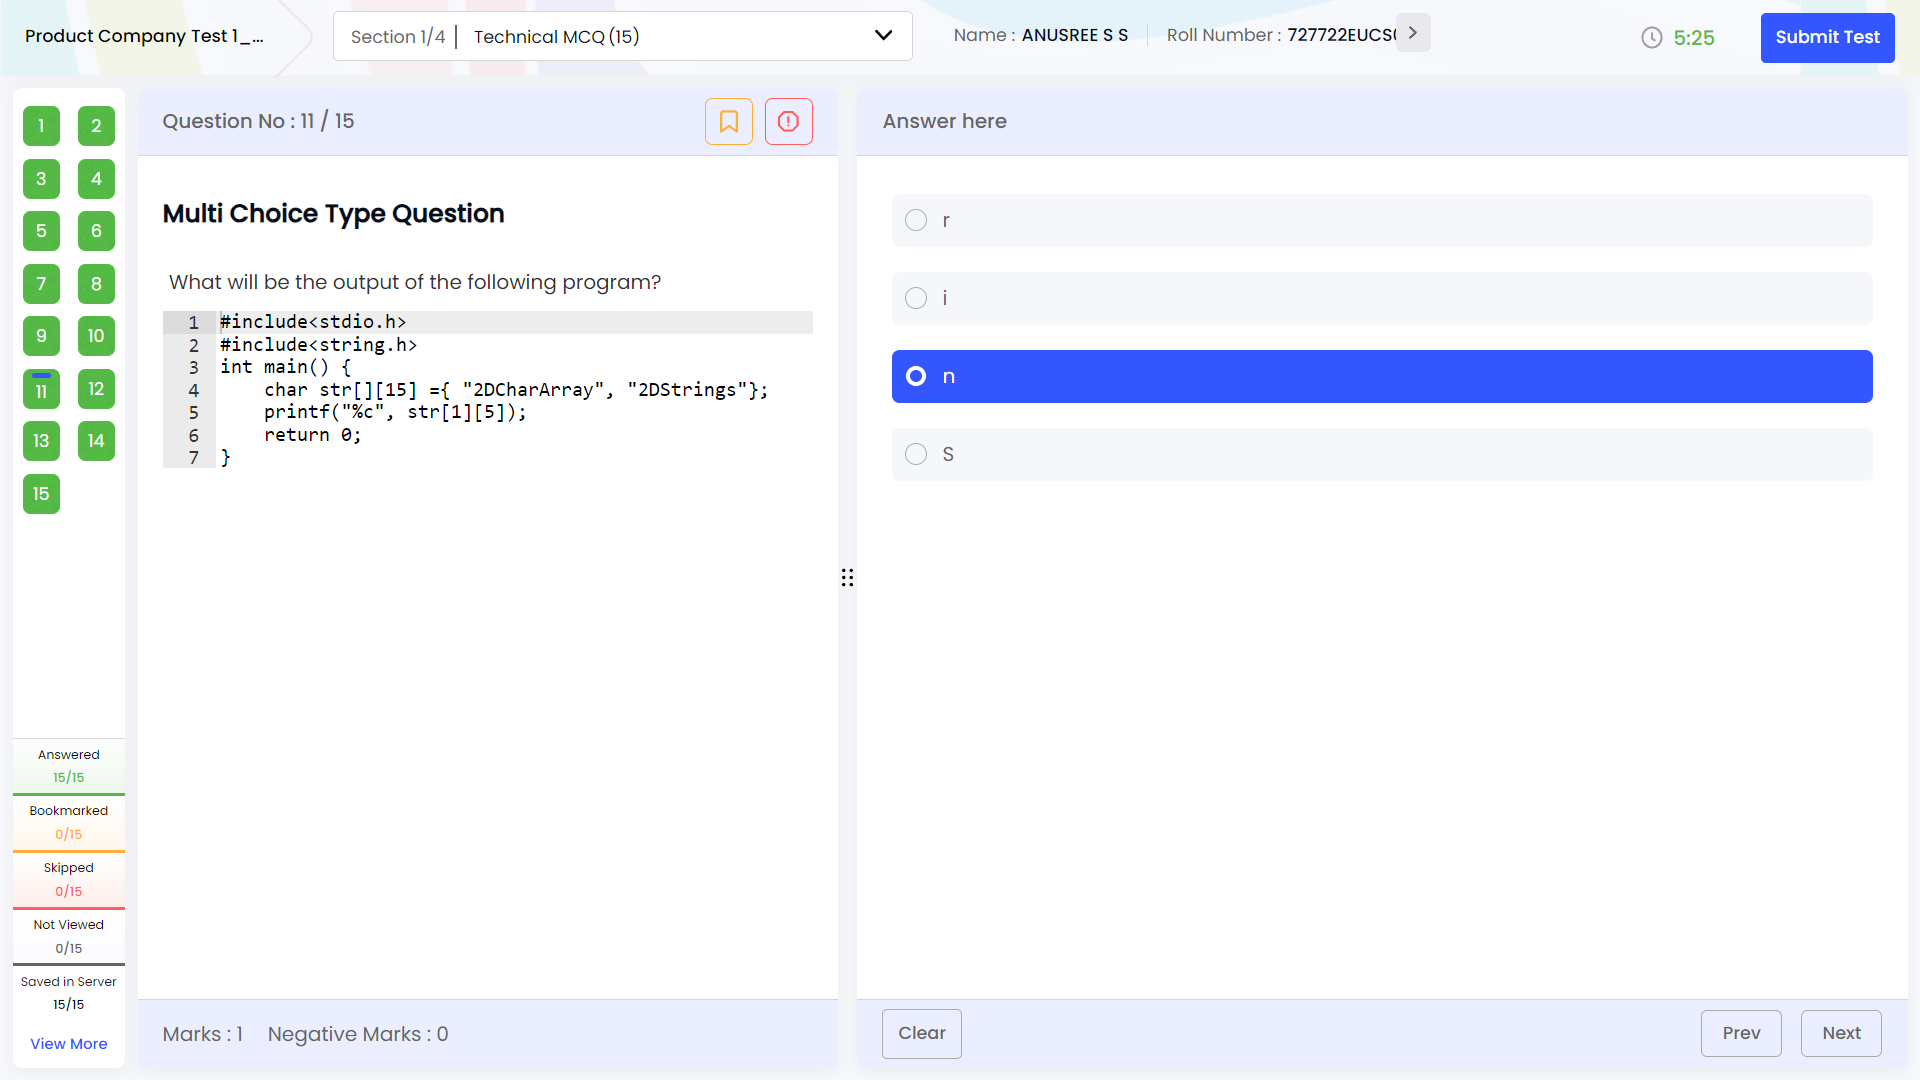 Product Company Test 1_...
Section 1/4 | Technical MCQ (15)
Name : ANUSREE S S
Roll Number : 727722EUCS
5:25
Submit Test
1 2
3 4
5 6
7 8
9 10
11 12
13 14
15
Answered
15/15
Bookmarked
0/15
Skipped
0/15
Not Viewed
0/15
Saved in Server
15/15
View More
Question No : 11 / 15
Multi Choice Type Question
What will be the output of the following program?
1 #include<stdio.h>
2 #include<string.h>
3 int main() {
4 char str[][15] ={ "2DCharArray", "2DStrings"};
5 printf("%c", str[1][5]);
6 return 0;
7 }
Marks : 1 Negative Marks : 0
Answer here
r
i
n
S
Clear
Prev
Next